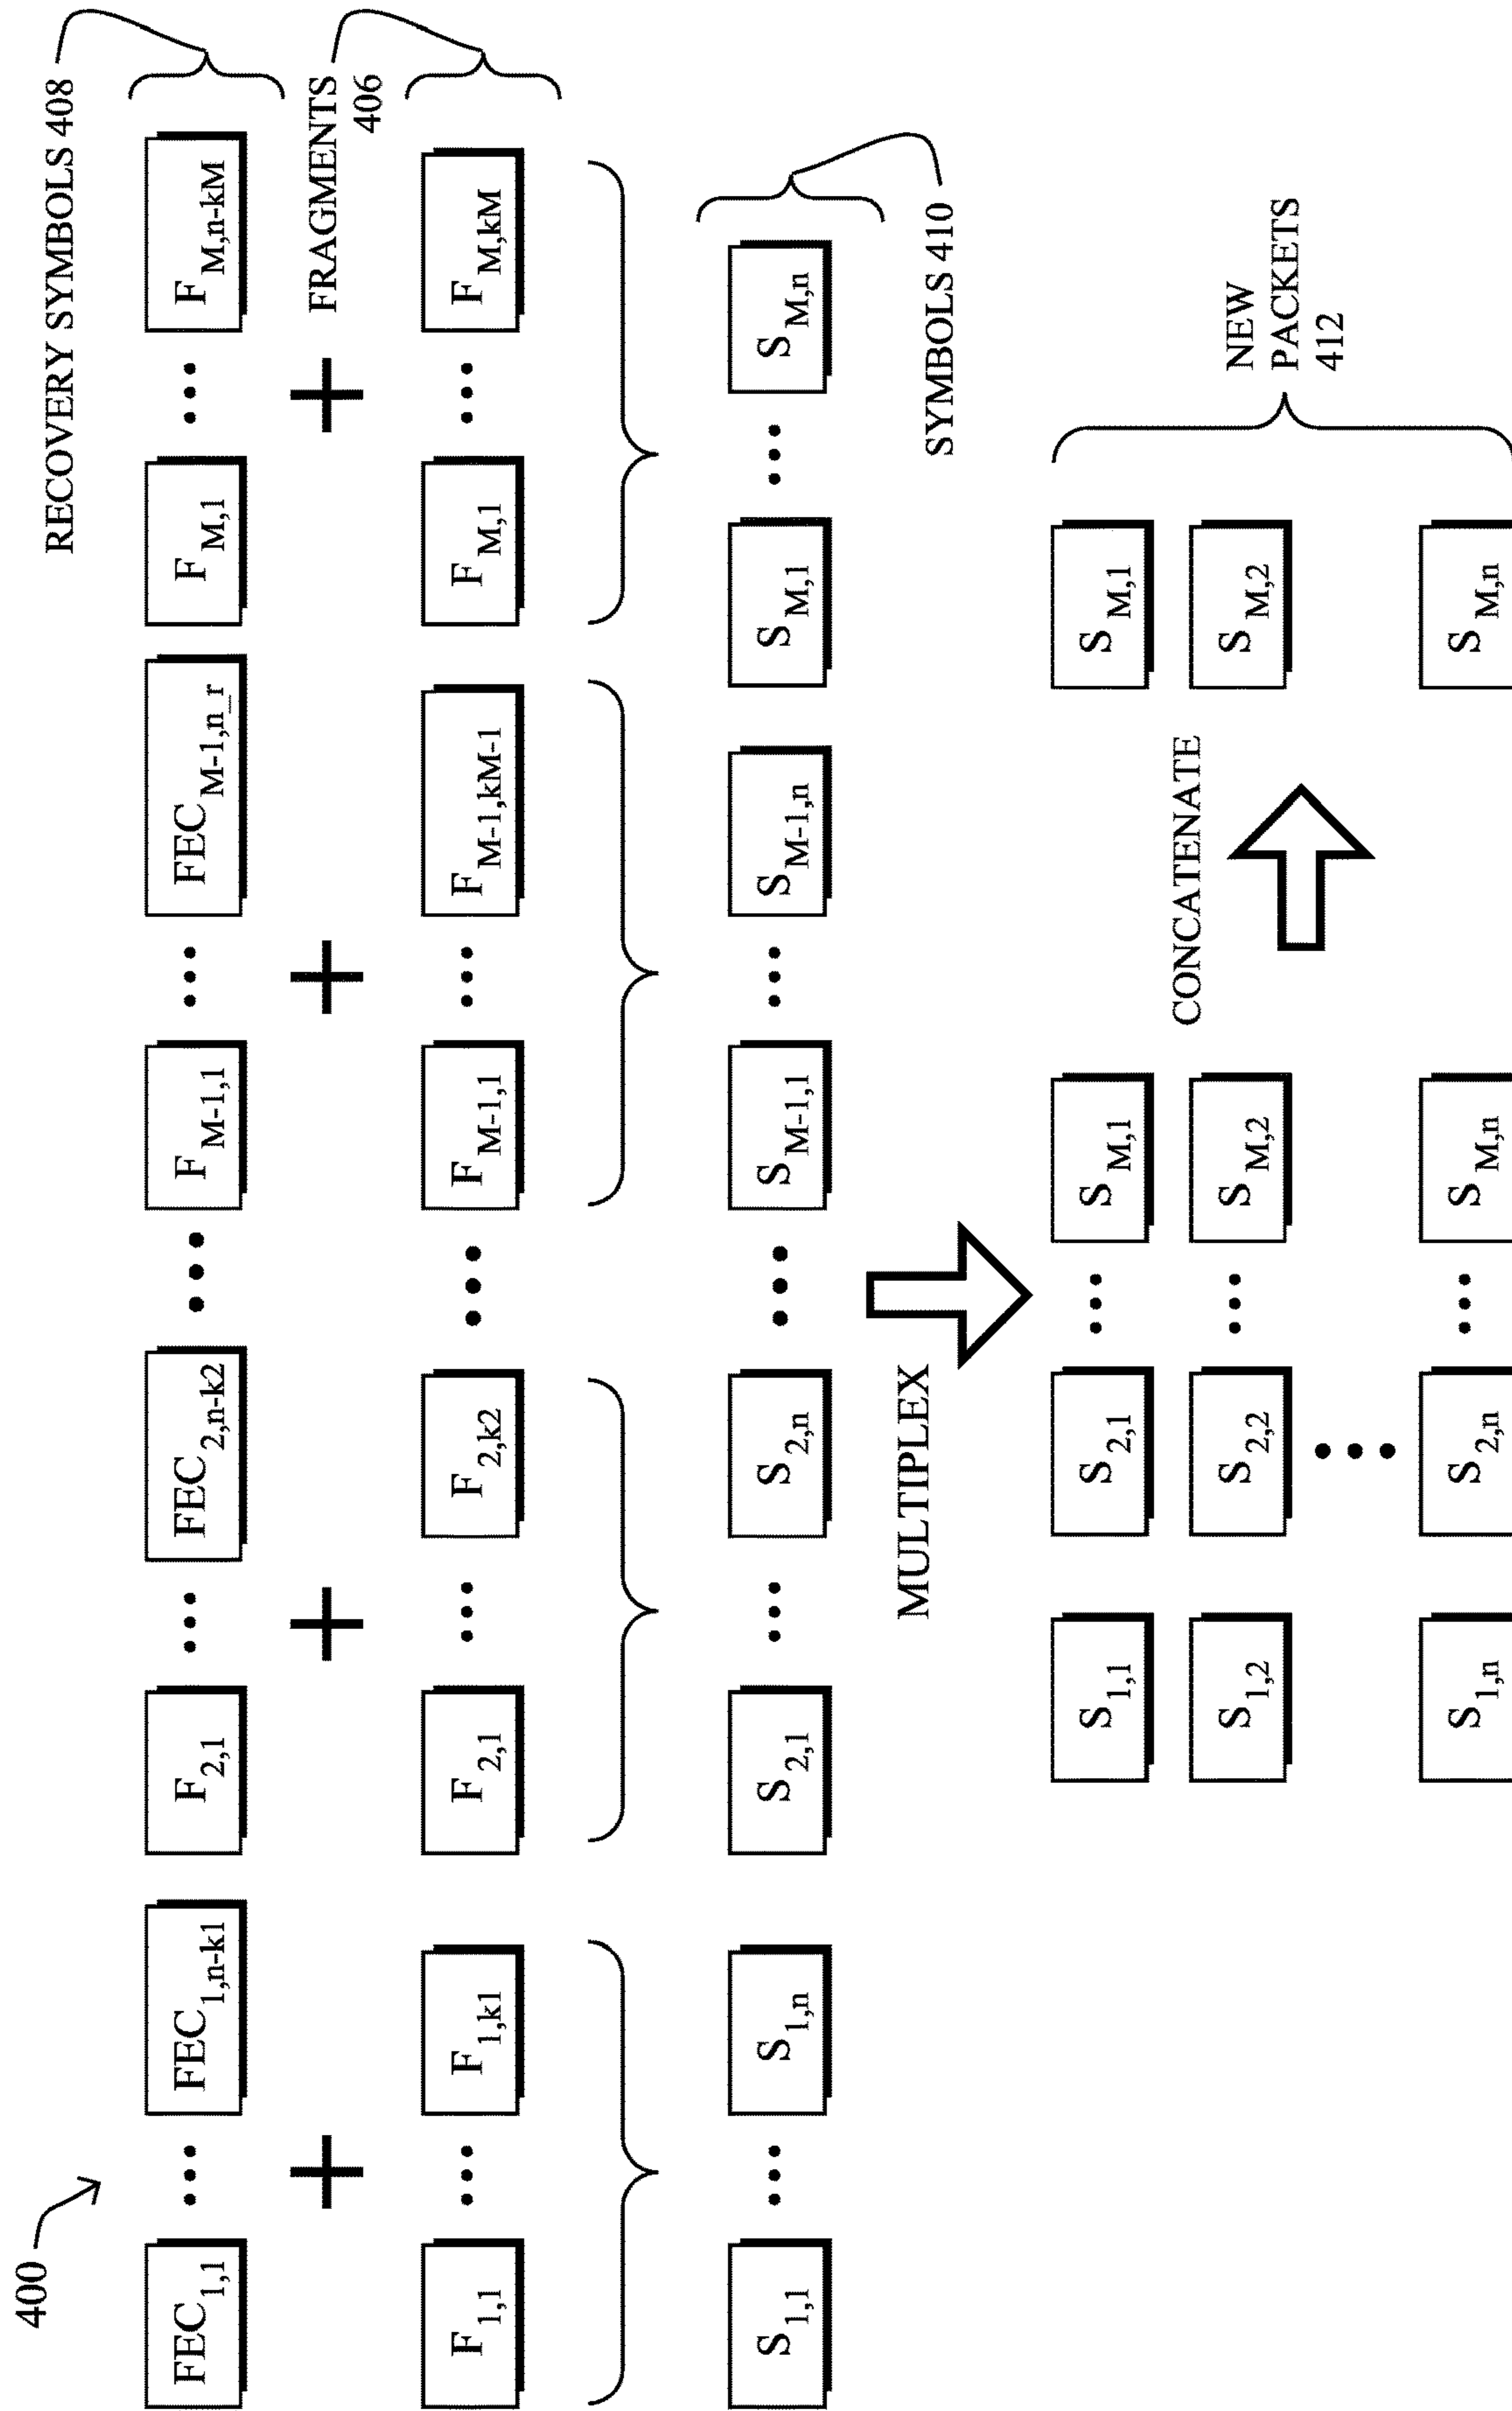 400
RECOVERY SYMBOLS 408
FEC1,1 ••• FEC1,n-k1 F2,1 ••• FEC2,n-k2 ••• FM-1,1 ••• FECM-1,n_r FM,1 ••• FM,n-kM
+ + + +
FRAGMENTS
406
F1,1 ••• F1,k1 F2,1 ••• F2,k2 ••• FM-1,1 ••• FM-1,kM-1 FM,1 ••• FM,kM
S1,1 ••• S1,n S2,1 ••• S2,n ••• SM-1,1 ••• SM-1,n SM,1 ••• SM,n
SYMBOLS 410
MULTIPLEX
S1,1 S2,1 ••• SM,1
S1,2 S2,2 ••• SM,2
•••
S1,n S2,n ••• SM,n
CONCATENATE
SM,1
SM,2
SM,n
NEW
PACKETS
412